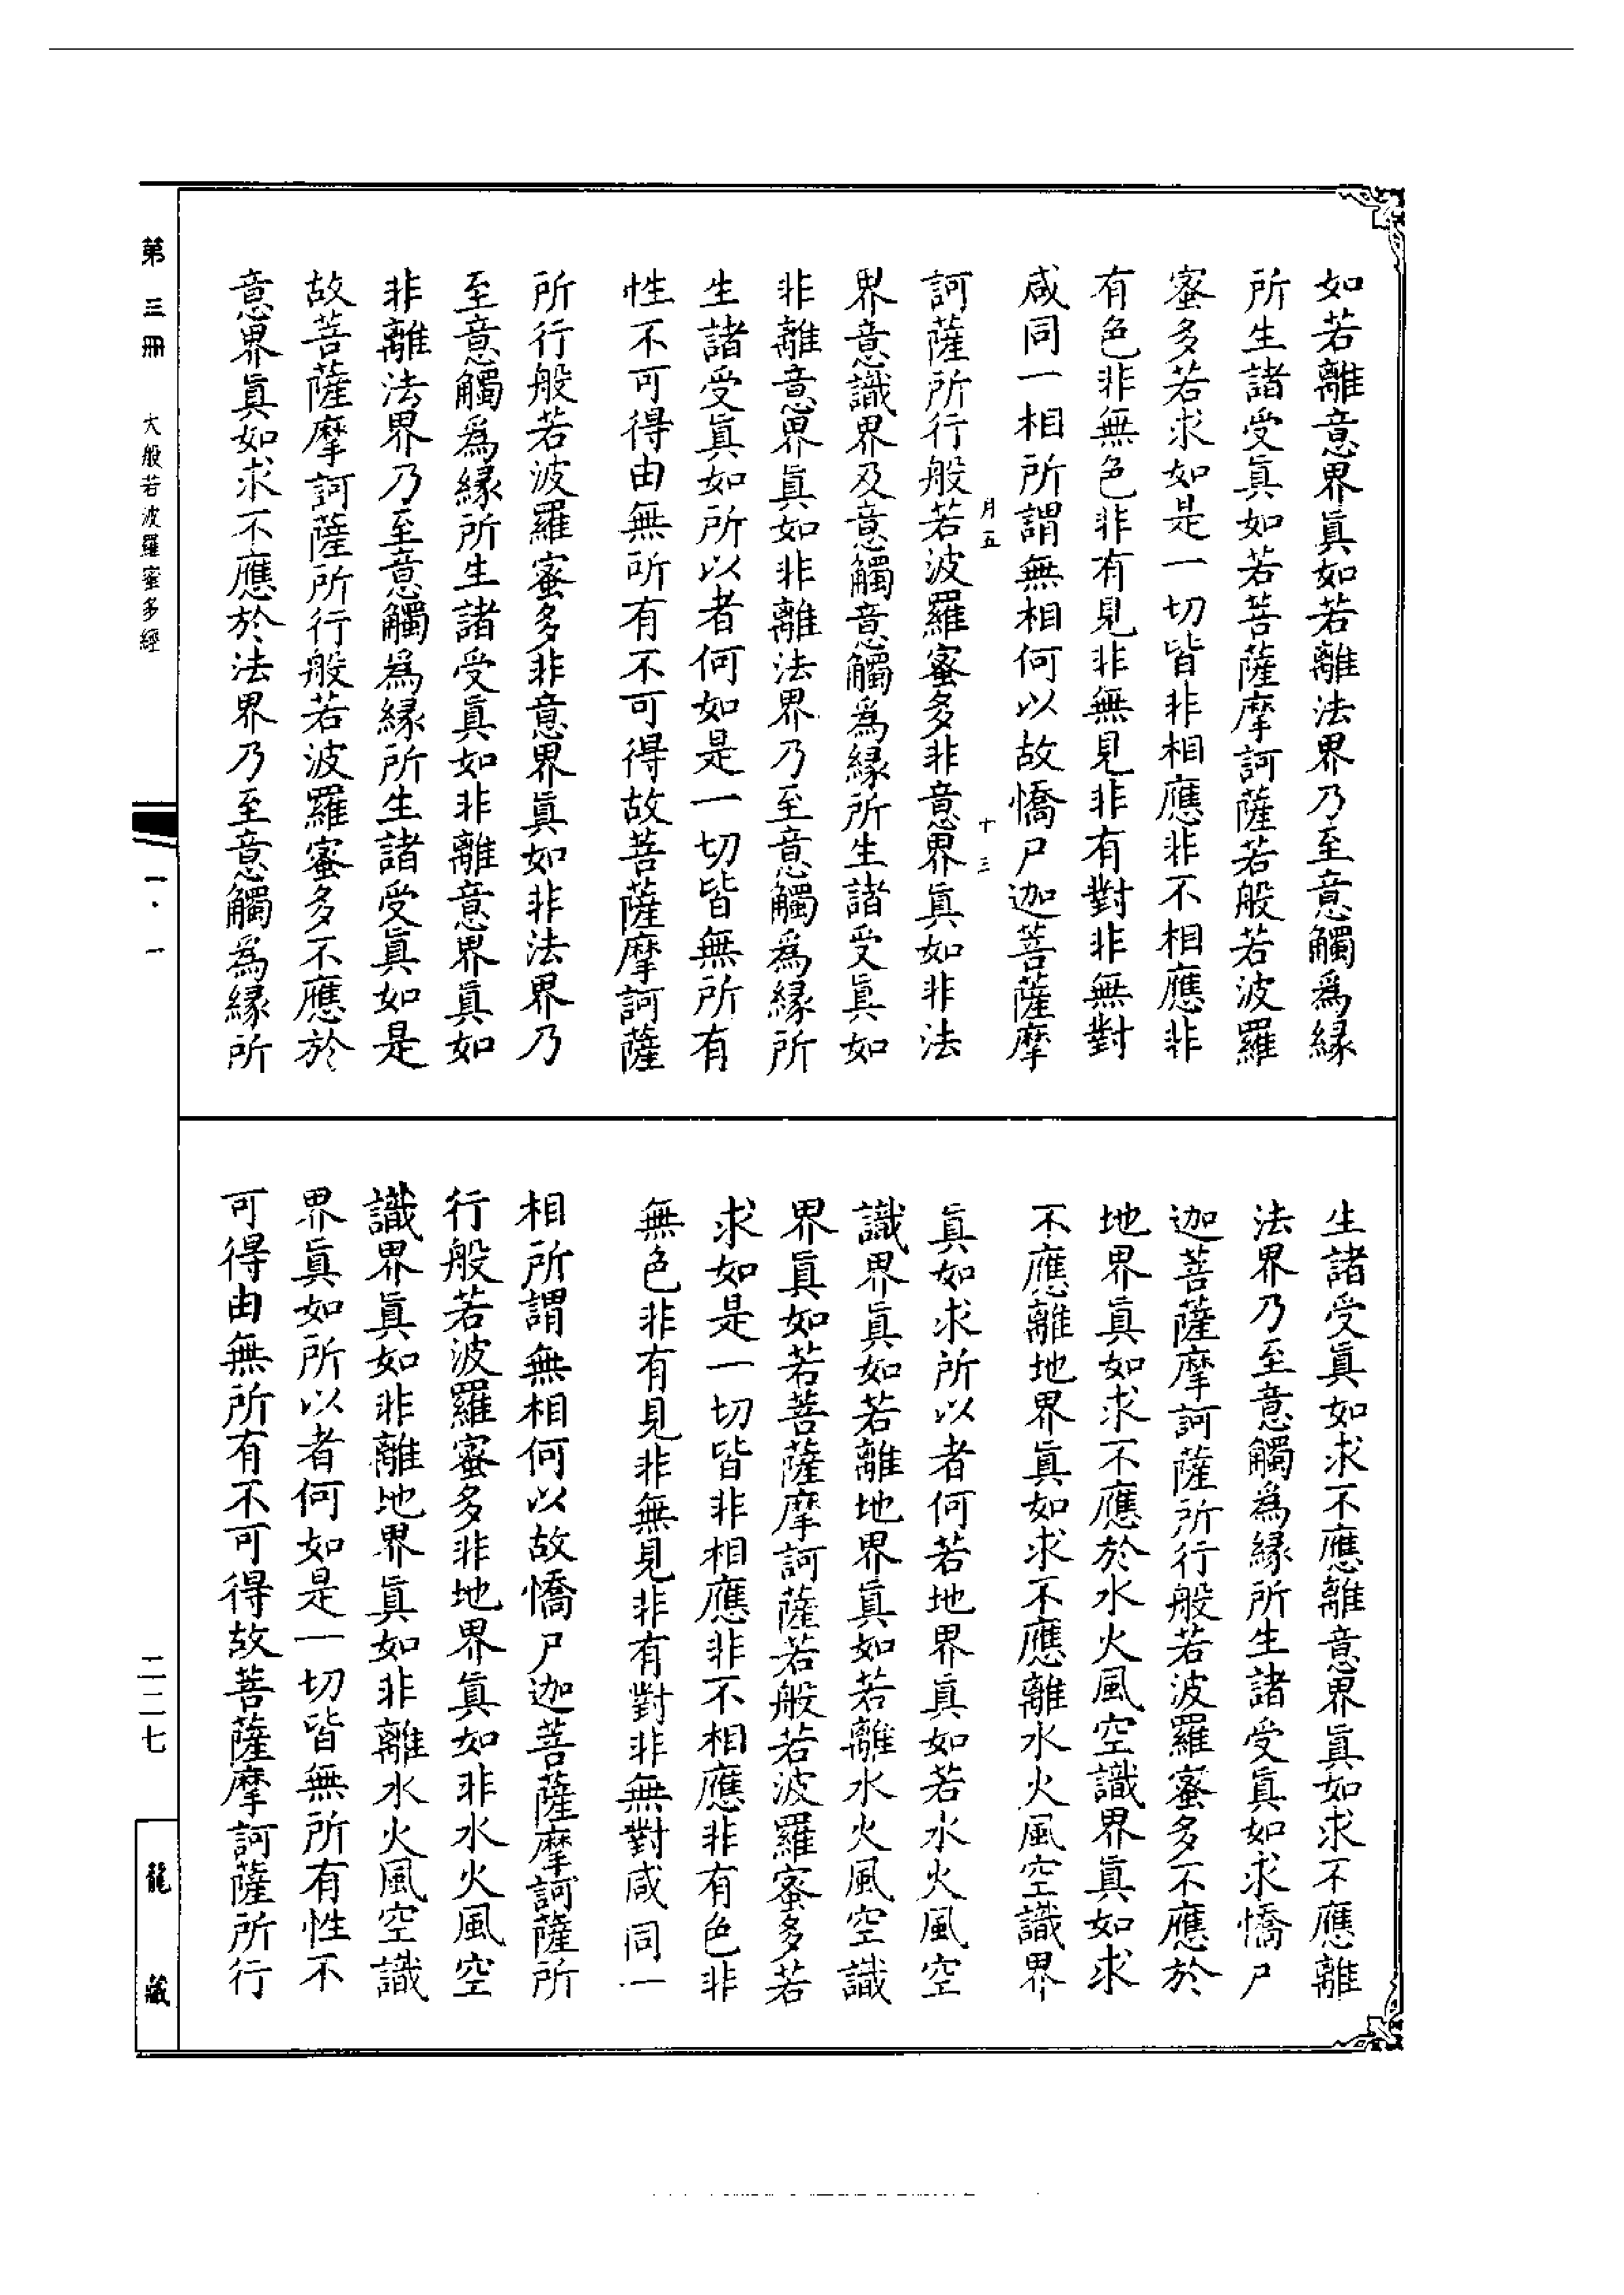 如若離意界眞如若離法界乃至意觸爲緣
所生諸受眞如若菩薩摩訶薩若般若波羅
蜜多若求如是一切皆非相應非不相應非
有色非無色非有見非無見非有對非無對
咸同一相所謂無相何以故憍尸迦菩薩摩
月五
十三
訶薩所行般若波羅蜜多非意界眞如非法
界意識界及意觸意觸爲緣所生諸受眞如
非離意界眞如非離法界乃至意觸爲緣所
生諸受眞如所以者何如是一切皆無所有
性不可得由無所有不可得故菩薩摩訶薩
所行般若波羅蜜多非意界眞如非法界乃
至意觸爲緣所生諸受眞如非離意界眞如
非離法界乃至意觸爲緣所生諸受眞如是
故菩薩摩訶薩所行般若波羅蜜多不應於
意界眞如求不應於法界乃至意觸爲緣所
生諸受眞如求不應離意界眞如求不應離
法界乃至意觸爲緣所生諸受眞如求憍尸
迦菩薩摩訶薩所行般若波羅蜜多不應於
地界眞如求不應於水火風空識界眞如求
不應離地界眞如求不應離水火風空識界
眞如求所以者何若地界眞如若水火風空
識界眞如若離地界眞如若離水火風空識
界眞如若菩薩摩訶薩若般若波羅蜜多若
求如是一切皆非相應非不相應非有色非
無色非有見非無見非有對非無對咸同一
相所謂無相何以故憍尸迦菩薩摩訶薩所
行般若波羅蜜多非地界眞如非水火風空
識界眞如非離地界眞如非離水火風空識
界眞如所以者何如是一切皆無所有性不
可得由無所有不可得故菩薩摩訶薩所行
第三冊 大般若波羅蜜多經 一·一 二二七 龍藏